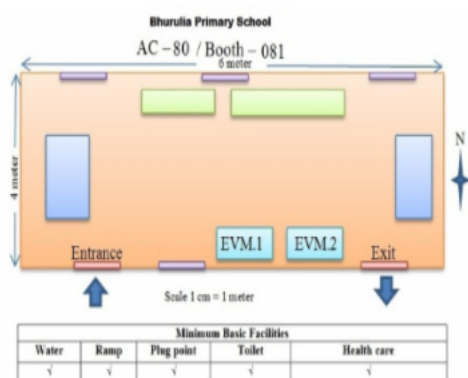 Bhurulia Primary School
AC - 80 / Booth - 081
6 meter
4 meter
N
EVM.1 EVM.2
Entrance Exit
Scale 1 cm = 1 meter
Minimum Basic Facilities
Water Ramp Plug point Toilet Health care
√ √ √ √ √